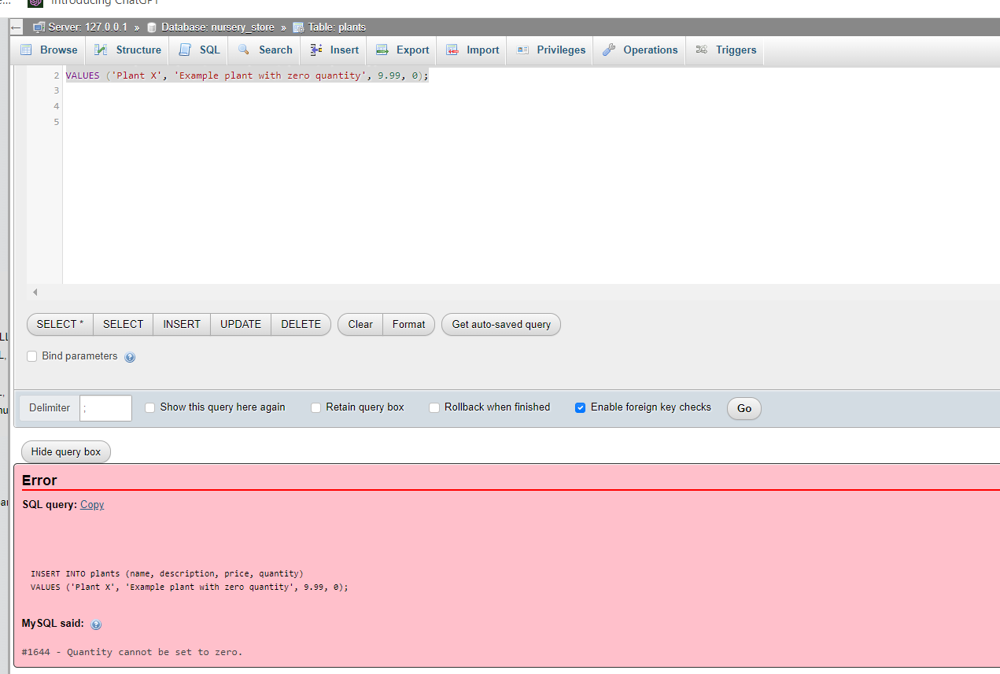 Introducing ChatGPT
Server: 127.0.0.1 » Database: nursery_store » Table: plants
Browse Structure SQL Search Insert Export Import Privileges Operations Triggers
2 VALUES ('Plant X', 'Example plant with zero quantity', 9.99, 0);
3
4
5
SELECT * SELECT INSERT UPDATE DELETE Clear Format Get auto-saved query
Bind parameters
Delimiter ; Show this query here again Retain query box Rollback when finished Enable foreign key checks Go
Hide query box
Error
SQL query: Copy
INSERT INTO plants (name, description, price, quantity)
VALUES ('Plant X', 'Example plant with zero quantity', 9.99, 0);
MySQL said:
#1644 - Quantity cannot be set to zero.